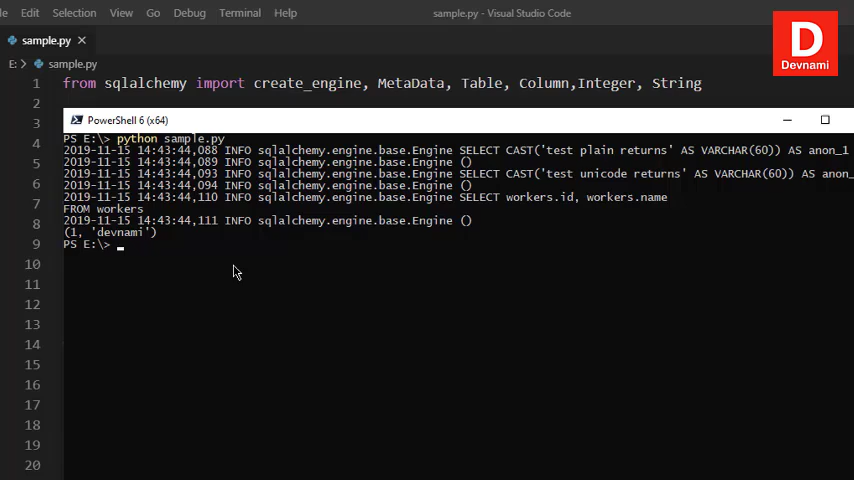 le Edit Selection View Go Debug Terminal Help sample.py - Visual Studio Code
sample.py
E: > sample.py
D
Devnami
1 from sqlalchemy import create_engine, MetaData, Table, Column,Integer, String
2
3 PowerShell 6 (x64)
4 PS E:\> python sample.py
2019-11-15 14:43:44,088 INFO sqlalchemy.engine.base.Engine SELECT CAST('test plain returns' AS VARCHAR(60)) AS anon_1
5 2019-11-15 14:43:44,089 INFO sqlalchemy.engine.base.Engine ()
2019-11-15 14:43:44,093 INFO sqlalchemy.engine.base.Engine SELECT CAST('test unicode returns' AS VARCHAR(60)) AS anon_
6 2019-11-15 14:43:44,094 INFO sqlalchemy.engine.base.Engine ()
2019-11-15 14:43:44,110 INFO sqlalchemy.engine.base.Engine SELECT workers.id, workers.name
7 FROM workers
8 2019-11-15 14:43:44,111 INFO sqlalchemy.engine.base.Engine ()
(1, 'devnami')
9 PS E:\>
10
11
12
13
14
15
16
17
18
19
20